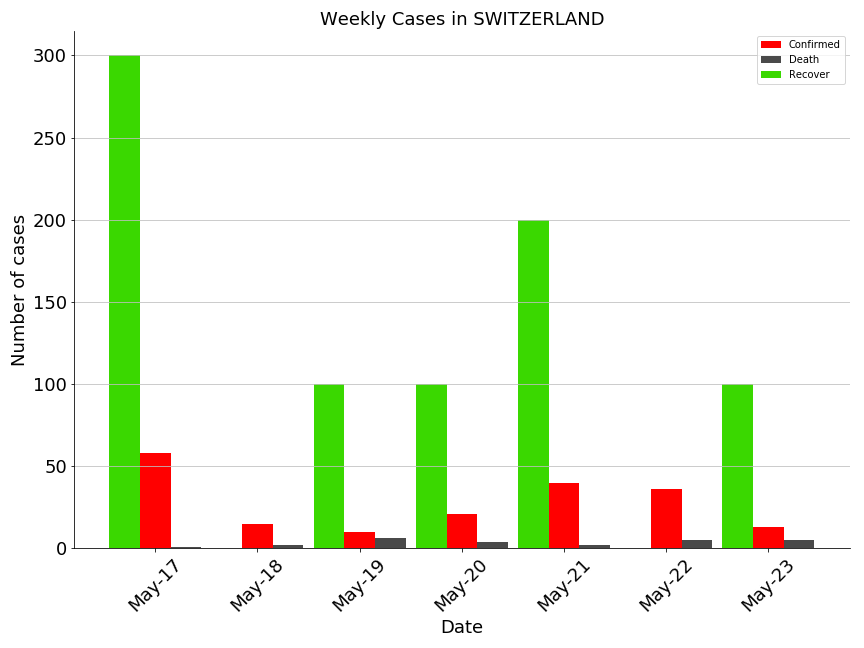 Weekly Cases in SWITZERLAND
Confirmed
Death
Recover
Number of cases
300
250
200
150
100
50
0
May-17
May-18
May-19
May-20
May-21
May-22
May-23
Date